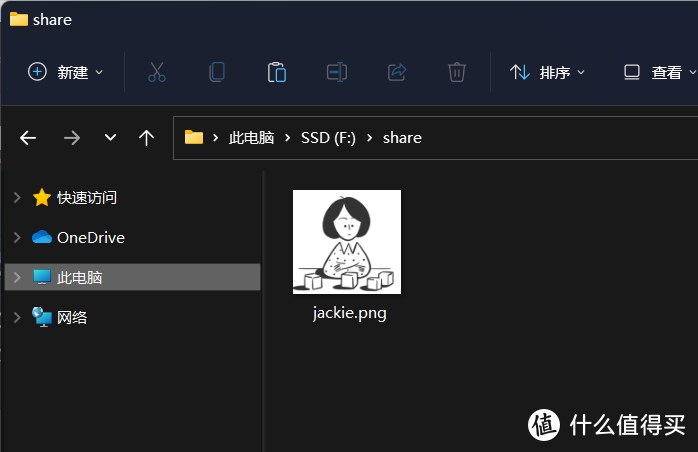 share
新建
排序
查看
此电脑 SSD (F:) share
快速访问
OneDrive
此电脑
网络
jackie.png
值 什么值得买